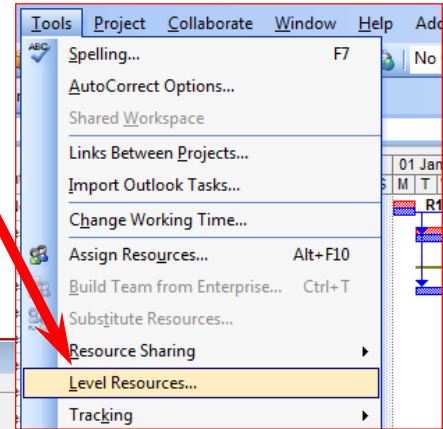 Tools Project Collaborate Window Help
ABC Spelling... F7 No
AutoCorrect Options...
Shared Workspace
Links Between Projects...
01 Jan
Import Outlook Tasks...
S M T
Change Working Time...
R1
Assign Resources... Alt+F10
Build Team from Enterprise... Ctrl+T
Substitute Resources...
Resource Sharing
Level Resources...
Tracking